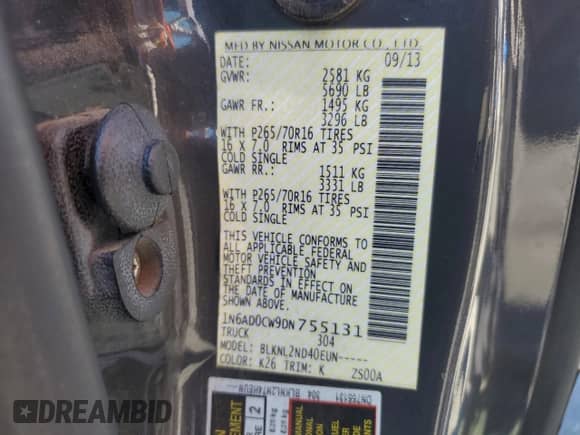 MFD BY NISSAN MOTOR CO., LTD.
DATE: 09/13
GVWR: 2581 KG
5690 LB
GAWR FR.: 1495 KG
3296 LB
WITH P265/70R16 TIRES
16 X 7.0 RIMS AT 35 PSI
COLD SINGLE
GAWR RR.: 1511 KG
3331 LB
WITH P265/70R16 TIRES
16 X 7.0 RIMS AT 35 PSI
COLD SINGLE
THIS VEHICLE CONFORMS TO
ALL APPLICABLE FEDERAL
MOTOR VEHICLE SAFETY AND
THEFT PREVENTION
STANDARDS IN EFFECT ON
THE DATE OF MANUFACTURE
SHOWN ABOVE.
1N6AD0CW9DN755131
TRUCK 304
MODEL: BLKNL2ND40EUN-----
COLOR: K26 TRIM: K ZS00A
DREAMBID